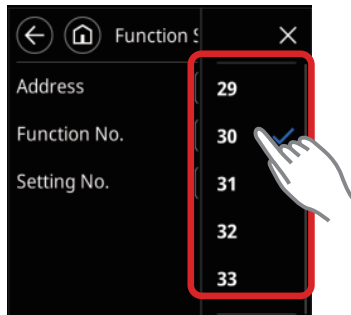 Function S
Address
Function No.
Setting No.
29
30
31
32
33